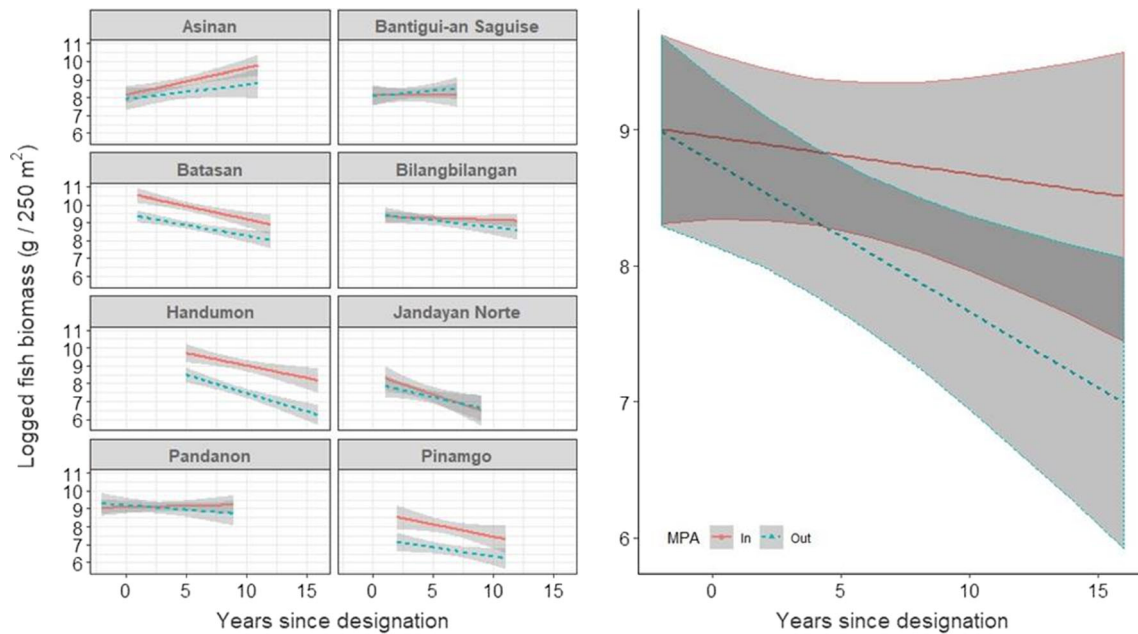 Logged fish biomass (g / 250 m²)
Asinan
Bantigui-an Saguise
11
10
9
8
7
6
Batasan
Bilangbilangan
11
10
9
8
7
6
Handumon
Jandayan Norte
11
10
9
8
7
6
Pandanon
Pinamgo
11
10
9
8
7
6
0 5 10 15 0 5 10 15
Years since designation
9
8
7
6
MPA In Out
0 5 10 15
Years since designation